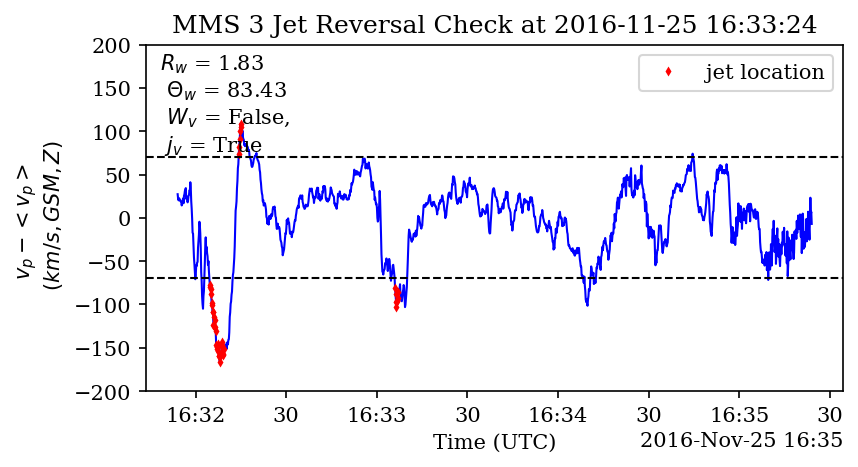 MMS 3 Jet Reversal Check at 2016-11-25 16:33:24
R_w = 1.83
Θ_w = 83.43
W_v = False,
j_v = True
jet location
v_p − < v_p >
(km/s, GSM, Z)
200
150
100
50
0
−50
−100
−150
−200
16:32 30 16:33 30 16:34 30 16:35 30
Time (UTC)
2016-Nov-25 16:35